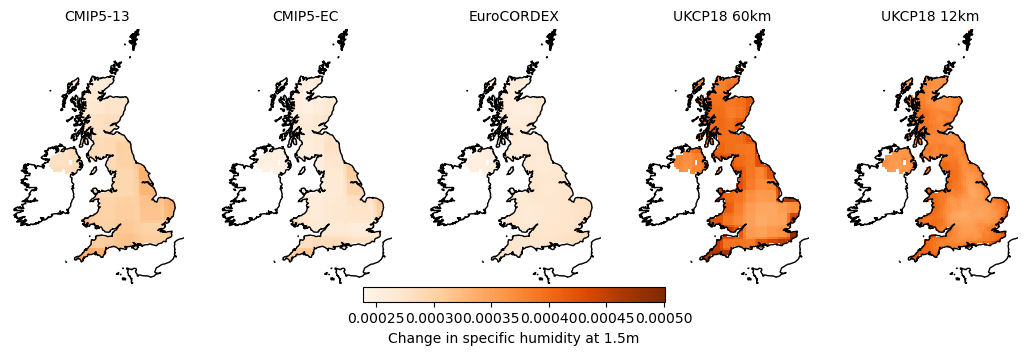 CMIP5-13 CMIP5-EC EuroCORDEX UKCP18 60km UKCP18 12km
0.00025 0.00030 0.00035 0.00040 0.00045 0.00050
Change in specific humidity at 1.5m